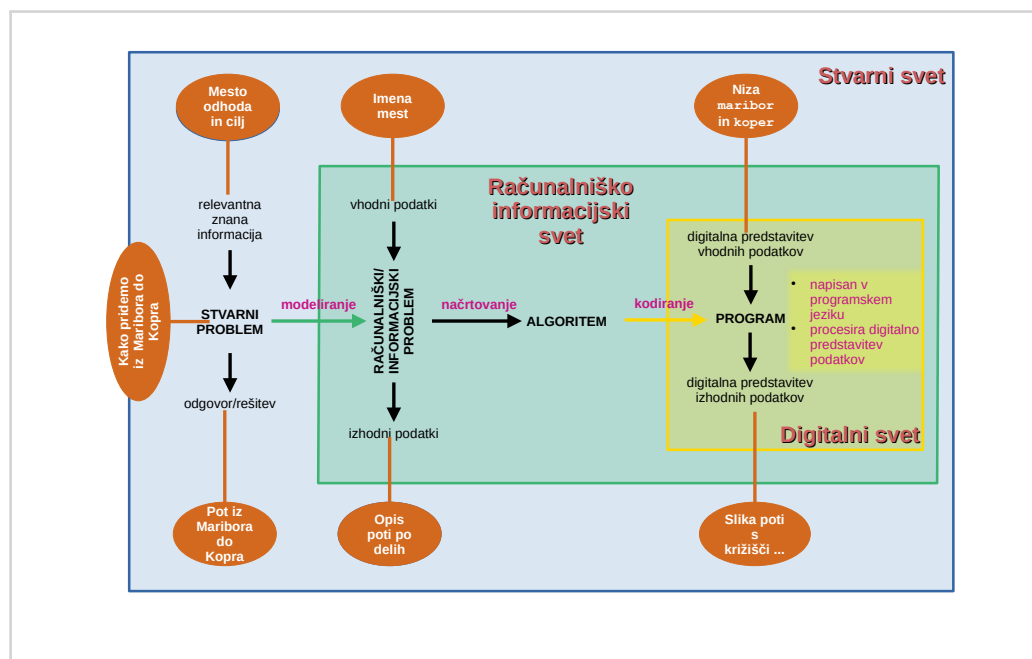 Stvarni svet
Mesto
odhoda
in cilj
Imena
mest
Niza
maribor
in koper
Računalniško
informacijski
svet
relevantna
znana
informacija
vhodni podatki
digitalna predstavitev
vhodnih podatkov
Kako pridemo
iz Maribora do
Kopra
STVARNI
PROBLEM
modeliranje
RAČUNALNIŠKI/
INFORMACIJSKI
PROBLEM
načrtovanje
ALGORITEM
kodiranje
PROGRAM
• napisan v
programskem
jeziku
• procesira digitalno
predstavitev
podatkov
odgovor/rešitev
izhodni podatki
digitalna predstavitev
izhodnih podatkov
Digitalni svet
Pot iz
Maribora
do
Kopra
Opis
poti po
delih
Slika poti
s
križišči ...